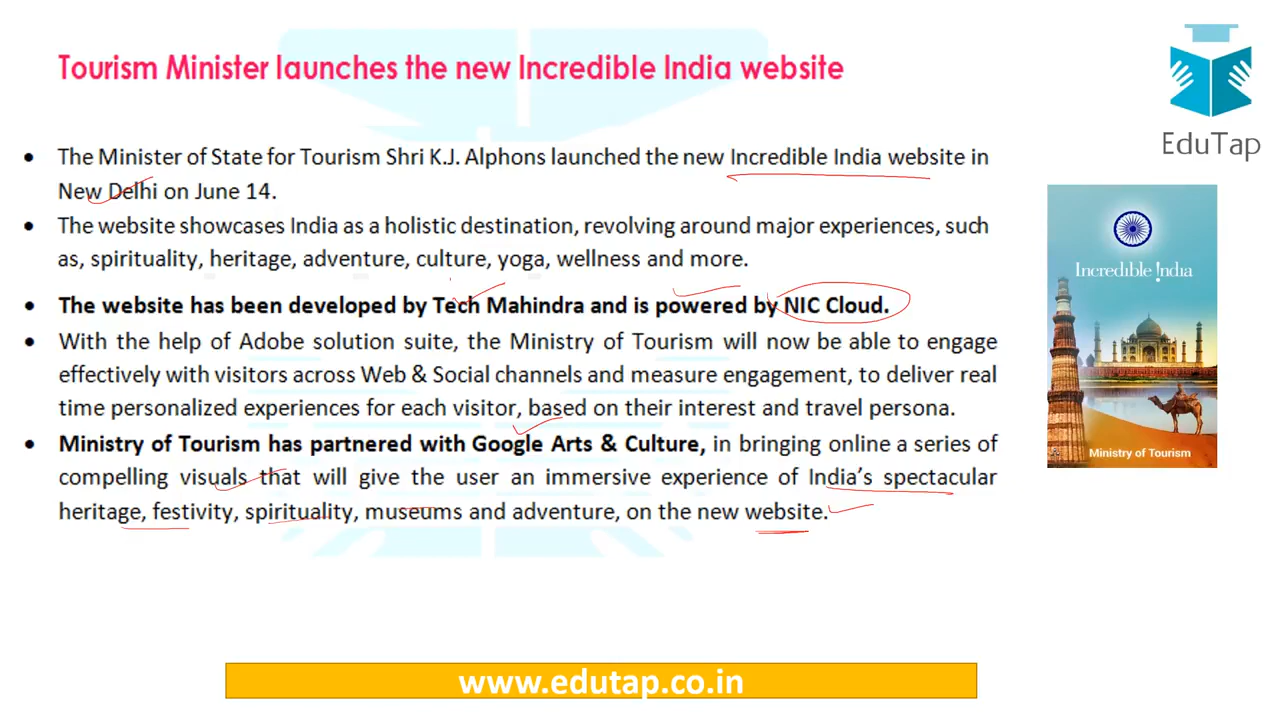 Tourism Minister launches the new Incredible India website
EduTap
• The Minister of State for Tourism Shri K.J. Alphons launched the new Incredible India website in
New Delhi on June 14.
• The website showcases India as a holistic destination, revolving around major experiences, such
as, spirituality, heritage, adventure, culture, yoga, wellness and more.
• The website has been developed by Tech Mahindra and is powered by NIC Cloud.
• With the help of Adobe solution suite, the Ministry of Tourism will now be able to engage
effectively with visitors across Web & Social channels and measure engagement, to deliver real
time personalized experiences for each visitor, based on their interest and travel persona.
• Ministry of Tourism has partnered with Google Arts & Culture, in bringing online a series of
compelling visuals that will give the user an immersive experience of India's spectacular
heritage, festivity, spirituality, museums and adventure, on the new website.
Incredible !ndia
Ministry of Tourism
www.edutap.co.in